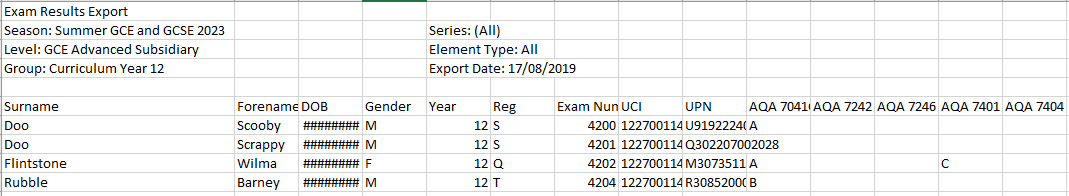 Exam Results Export
Season: Summer GCE and GCSE 2023 Series: (All)
Level: GCE Advanced Subsidiary Element Type: All
Group: Curriculum Year 12 Export Date: 17/08/2019
Surname Forename DOB Gender Year Reg Exam Num UCI UPN AQA 7041 AQA 7242 AQA 7246 AQA 7401 AQA 7404
Doo Scooby ######## M 12 S 4200 122700114 U9192224 A
Doo Scrappy ######## M 12 S 4201 122700114 Q302207002028
Flintstone Wilma ######## F 12 Q 4202 122700114 M3073511 A C
Rubble Barney ######## M 12 T 4204 122700114 R3085200 B